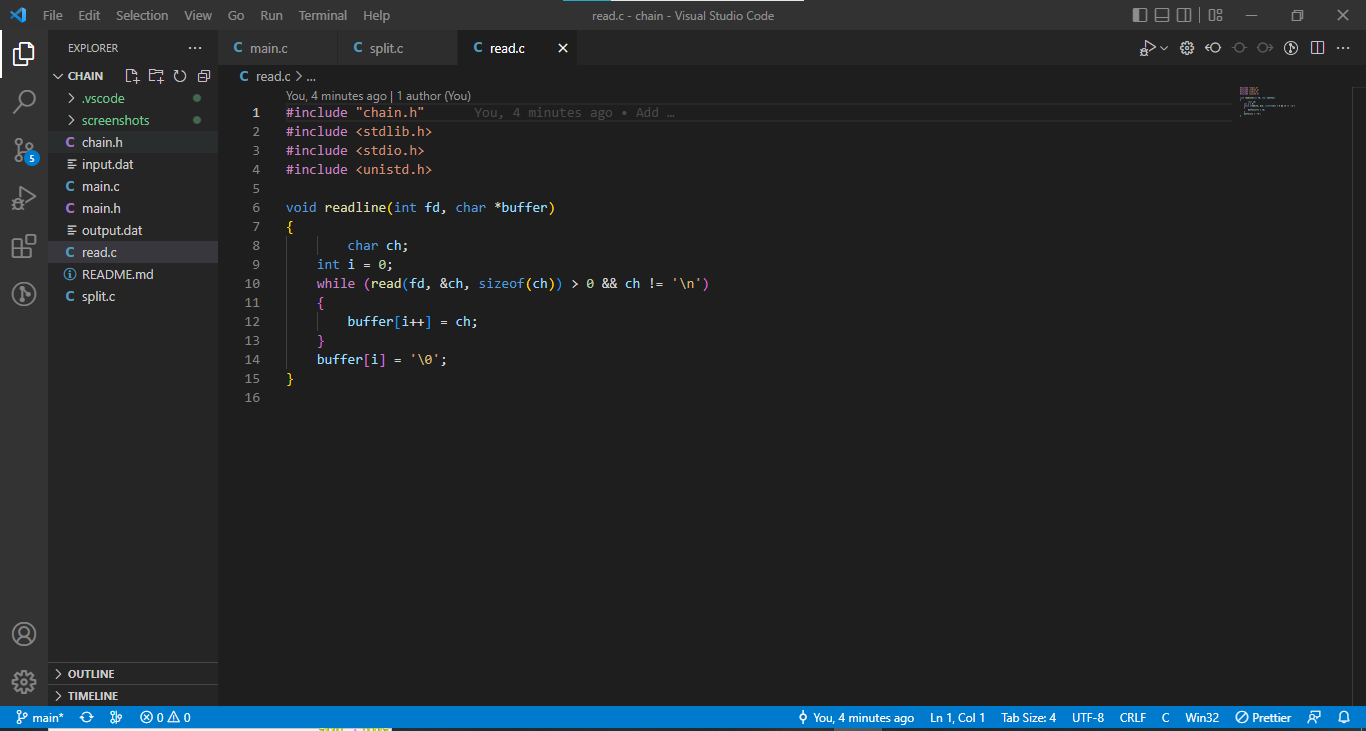 File Edit Selection View Go Run Terminal Help read.c - chain - Visual Studio Code
EXPLORER
main.c split.c read.c
CHAIN
read.c > ...
.vscode
screenshots
chain.h
input.dat
main.c
main.h
output.dat
read.c
README.md
split.c
You, 4 minutes ago | 1 author (You)
1 #include "chain.h" You, 4 minutes ago • Add …
2 #include <stdlib.h>
3 #include <stdio.h>
4 #include <unistd.h>
5
6 void readline(int fd, char *buffer)
7 {
8 char ch;
9 int i = 0;
10 while (read(fd, &ch, sizeof(ch)) > 0 && ch != '\n')
11 {
12 buffer[i++] = ch;
13 }
14 buffer[i] = '\0';
15 }
16
5
OUTLINE
TIMELINE
main* 0 0 You, 4 minutes ago Ln 1, Col 1 Tab Size: 4 UTF-8 CRLF C Win32 Prettier